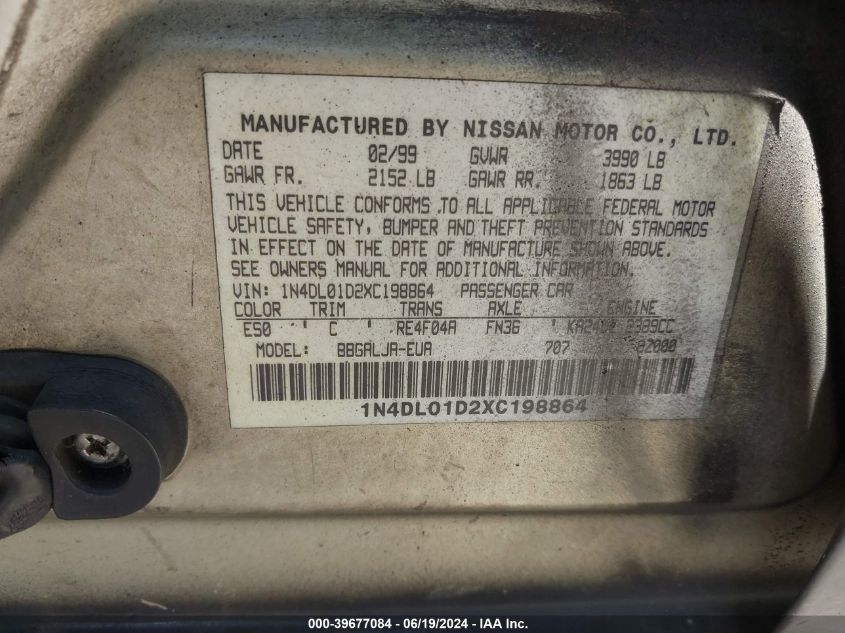 MANUFACTURED BY NISSAN MOTOR CO., LTD.
DATE 02/99 GVWR 3990 LB
GAWR FR. 2152 LB GAWR RR. 1863 LB
THIS VEHICLE CONFORMS TO ALL APPLICABLE FEDERAL MOTOR
VEHICLE SAFETY, BUMPER AND THEFT PREVENTION STANDARDS
IN EFFECT ON THE DATE OF MANUFACTURE SHOWN ABOVE.
SEE OWNERS MANUAL FOR ADDITIONAL INFORMATION.
VIN: 1N4DL01D2XC198864 PASSENGER CAR
COLOR TRIM TRANS AXLE ENGINE
ES0 C RE4F04A FN36 2389CC
MODEL: BBGALJA-EUA 707 02000
1N4DL01D2XC198864
000-39677084 - 06/19/2024 - IAA Inc.